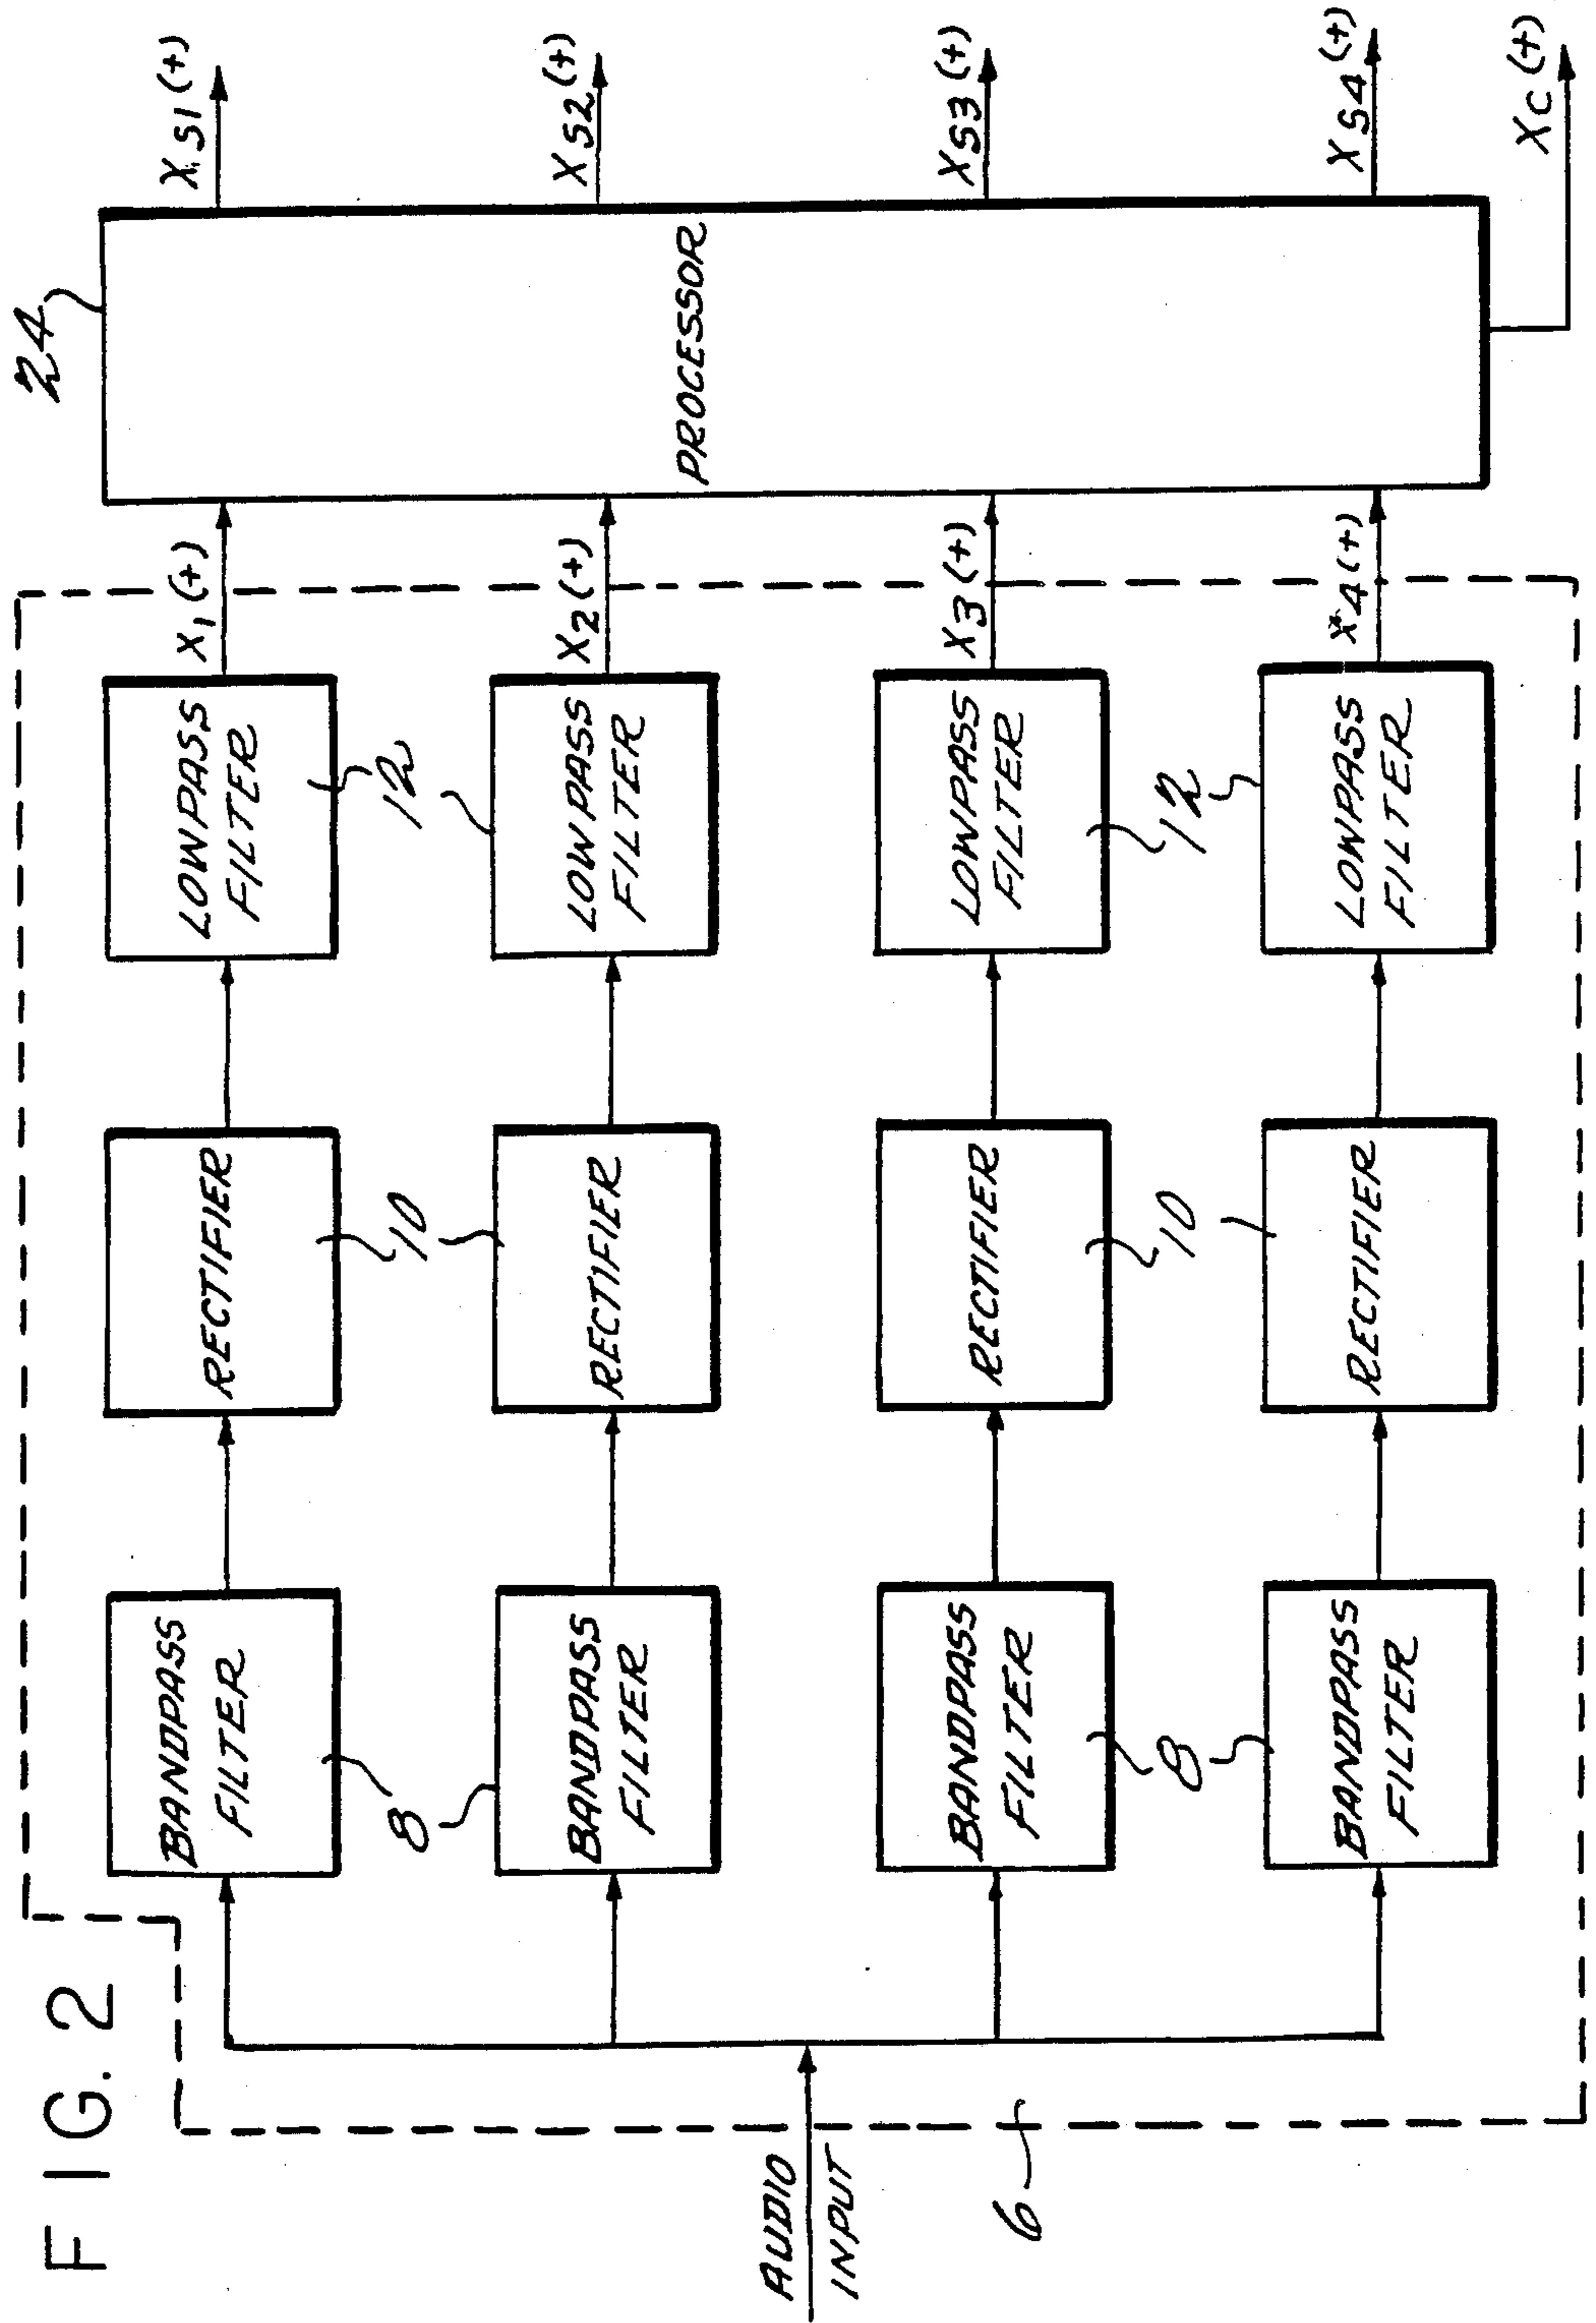 FIG. 2
24
BANDPASS
FILTER
RECTIFIER
LOWPASS
FILTER
X1(+)
XS1(+)
8
10
12
BANDPASS
FILTER
RECTIFIER
LOWPASS
FILTER
X2(+)
XS2(+)
PROCESSOR
AUDIO
INPUT
BANDPASS
FILTER
RECTIFIER
LOWPASS
FILTER
X3(+)
XS3(+)
6
8
10
12
BANDPASS
FILTER
RECTIFIER
LOWPASS
FILTER
X4(+)
XS4(+)
XC(+)